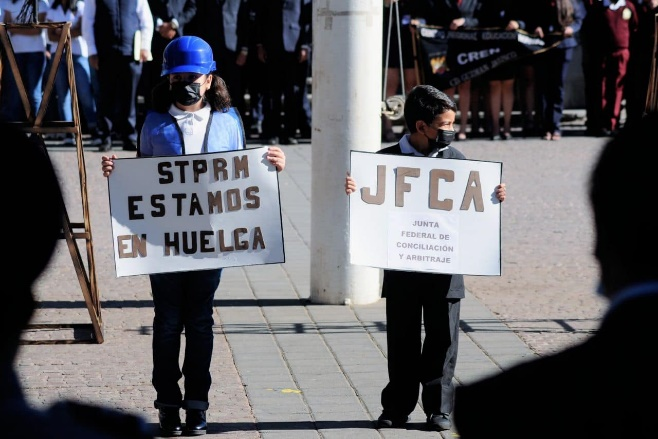 STPRM
ESTAMOS
EN HUELGA
JFCA
JUNTA
FEDERAL DE
CONCILIACIÓN
Y ARBITRAJE
CREN